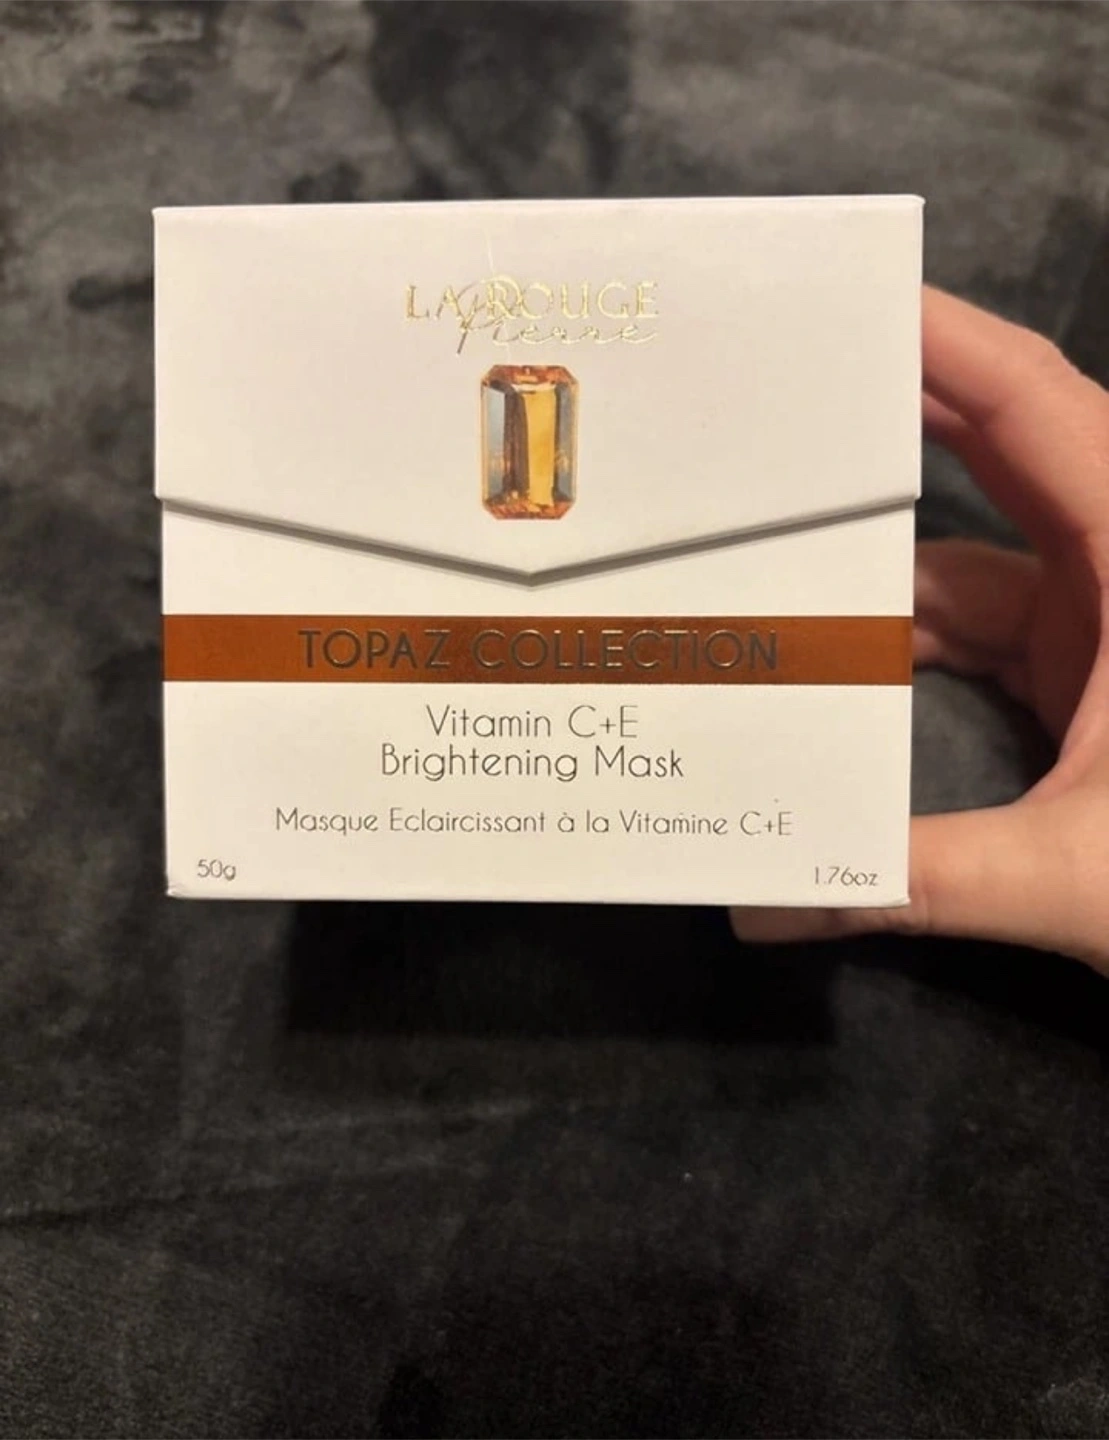 LA ROUGE
Pierre
TOPAZ COLLECTION
Vitamin C+E
Brightening Mask
Masque Eclaircissant à la Vitamine C+E
50g
1.76oz